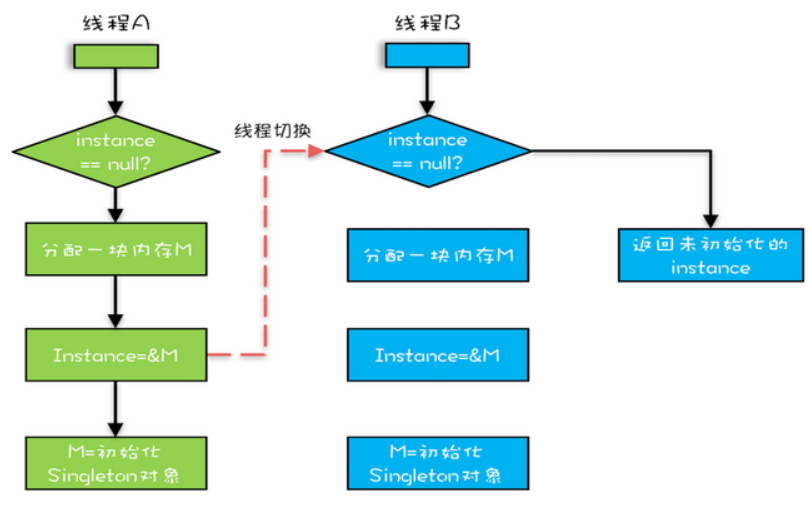 线程A
线程B
instance
== null?
线程切换
instance
== null?
分配一块内存M
分配一块内存M
返回未初始化的
instance
Instance=&M
Instance=&M
M=初始化
Singleton对象
M=初始化
Singleton对象